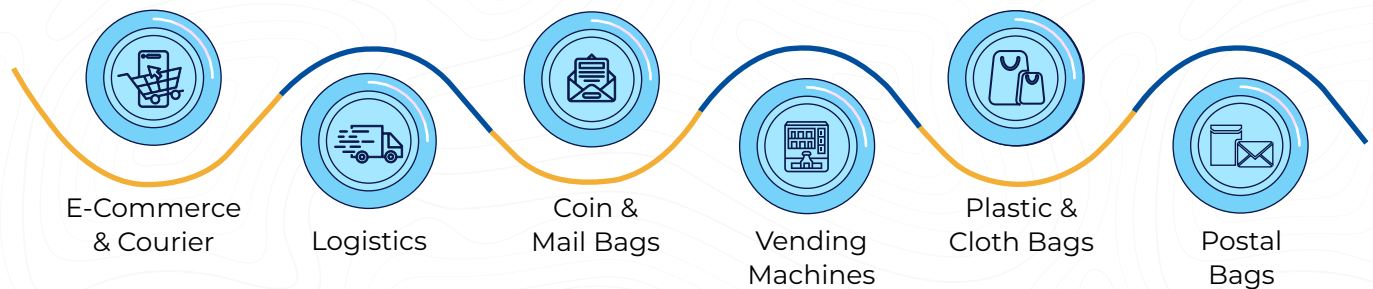 E-Commerce
& Courier
Logistics
Coin &
Mail Bags
Vending
Machines
Plastic &
Cloth Bags
Postal
Bags